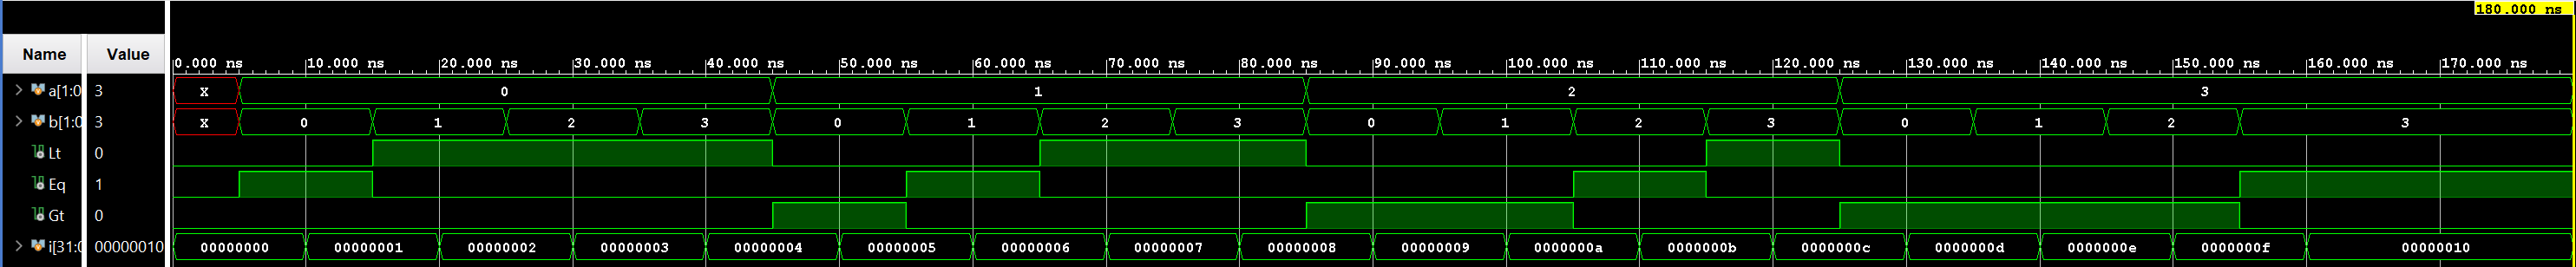 180.000 ns
Name Value
0.000 ns 10.000 ns 20.000 ns 30.000 ns 40.000 ns 50.000 ns 60.000 ns 70.000 ns 80.000 ns 90.000 ns 100.000 ns 110.000 ns 120.000 ns 130.000 ns 140.000 ns 150.000 ns 160.000 ns 170.000 ns
a[1:0 3 X 0 1 2 3
b[1:0 3 X 0 1 2 3 0 1 2 3 0 1 2 3 0 1 2 3
Lt 0
Eq 1
Gt 0
i[31:0 00000010 00000000 00000001 00000002 00000003 00000004 00000005 00000006 00000007 00000008 00000009 0000000a 0000000b 0000000c 0000000d 0000000e 0000000f 00000010